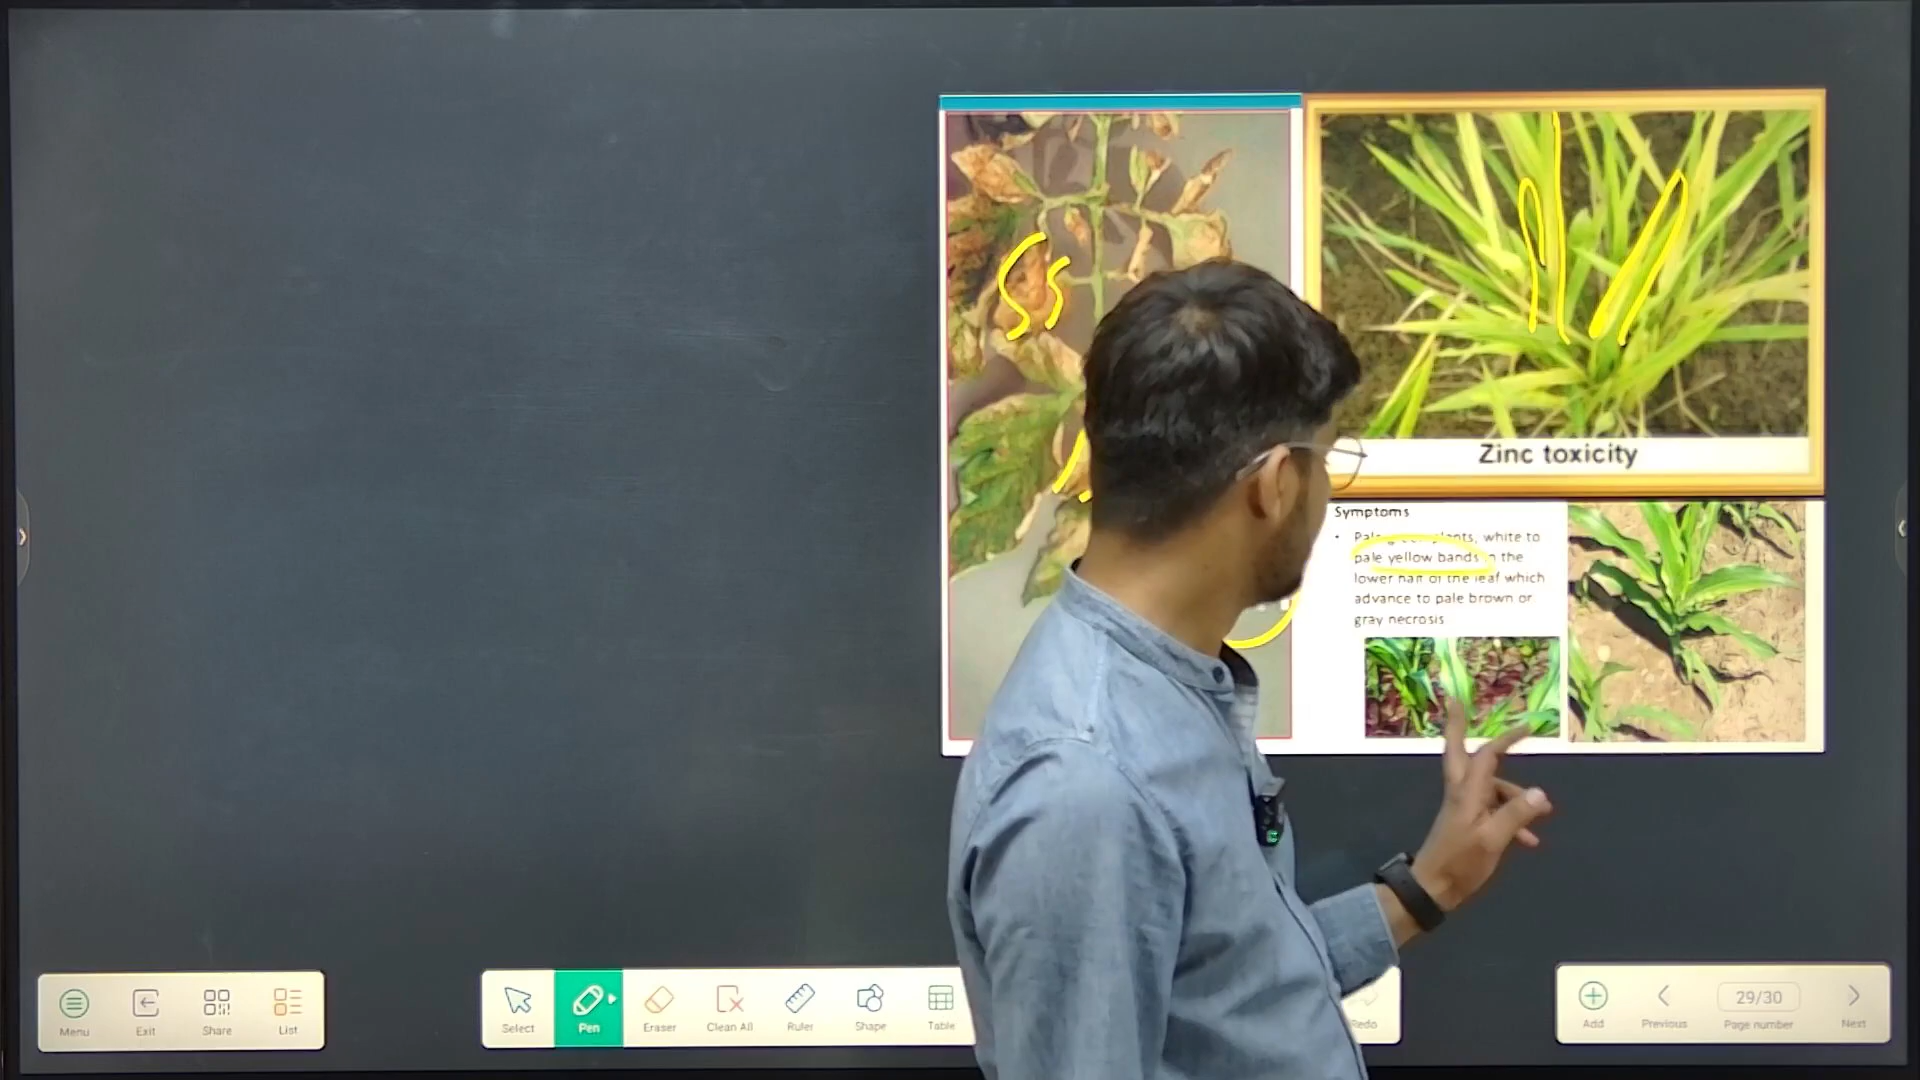 Zinc toxicity
Symptoms
• Pale green plants, white to
pale yellow bands in the
lower half of the leaf which
advance to pale brown or
gray necrosis
Menu
Exit
Share
List
Select
Pen
Eraser
Clean All
Ruler
Shape
Table
Redo
Add
Previous
29/30
Page number
Next